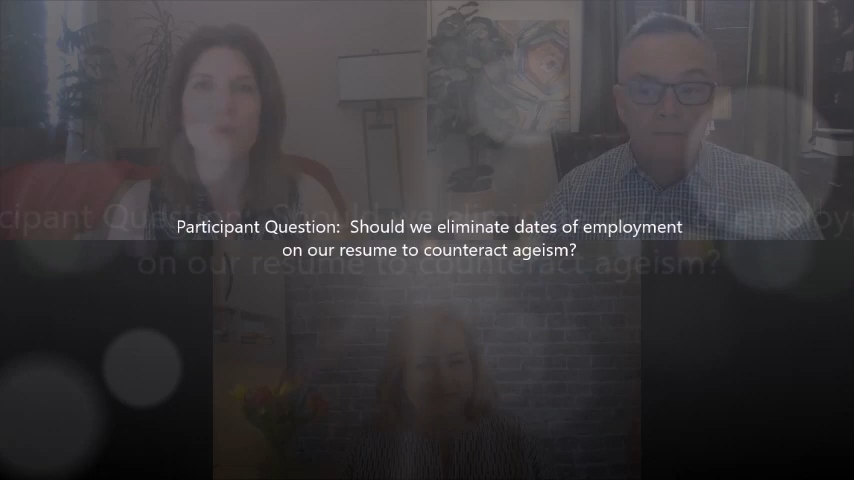 Participant Question:  Should we eliminate dates of employment
on our resume to counteract ageism?